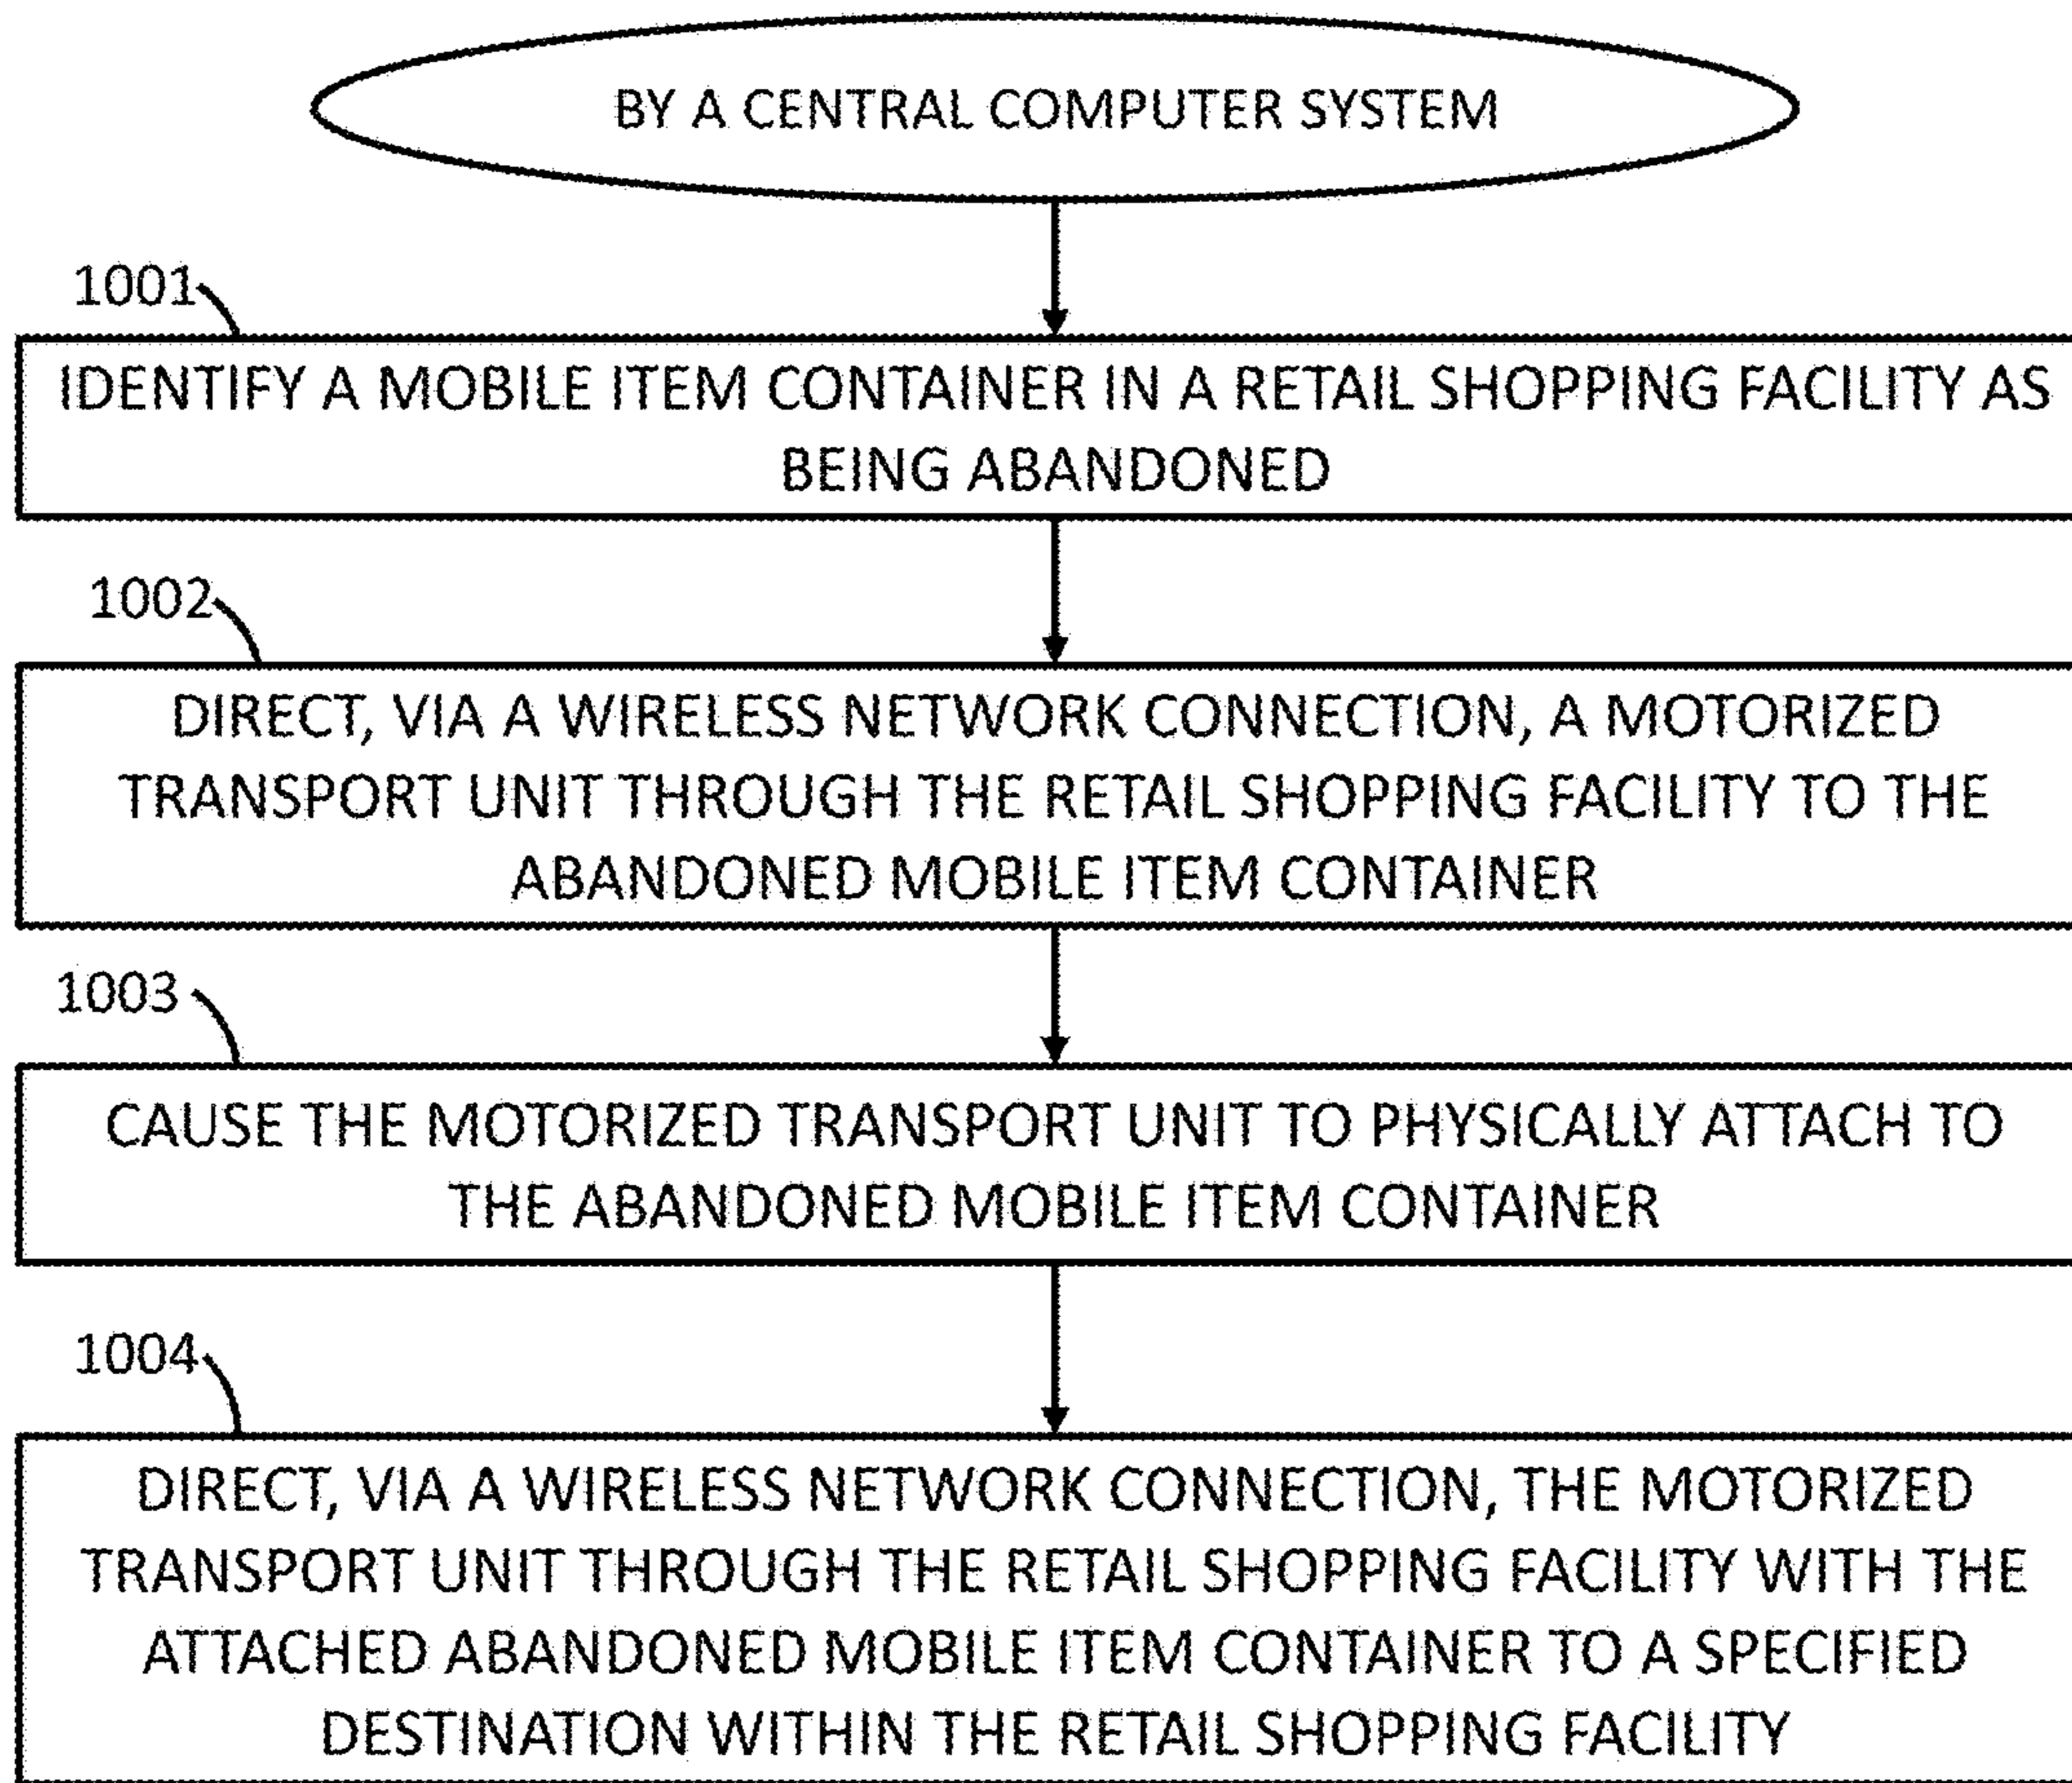 BY A CENTRAL COMPUTER SYSTEM
1001
IDENTIFY A MOBILE ITEM CONTAINER IN A RETAIL SHOPPING FACILITY AS
BEING ABANDONED
1002
DIRECT, VIA A WIRELESS NETWORK CONNECTION, A MOTORIZED
TRANSPORT UNIT THROUGH THE RETAIL SHOPPING FACILITY TO THE
ABANDONED MOBILE ITEM CONTAINER
1003
CAUSE THE MOTORIZED TRANSPORT UNIT TO PHYSICALLY ATTACH TO
THE ABANDONED MOBILE ITEM CONTAINER
1004
DIRECT, VIA A WIRELESS NETWORK CONNECTION, THE MOTORIZED
TRANSPORT UNIT THROUGH THE RETAIL SHOPPING FACILITY WITH THE
ATTACHED ABANDONED MOBILE ITEM CONTAINER TO A SPECIFIED
DESTINATION WITHIN THE RETAIL SHOPPING FACILITY